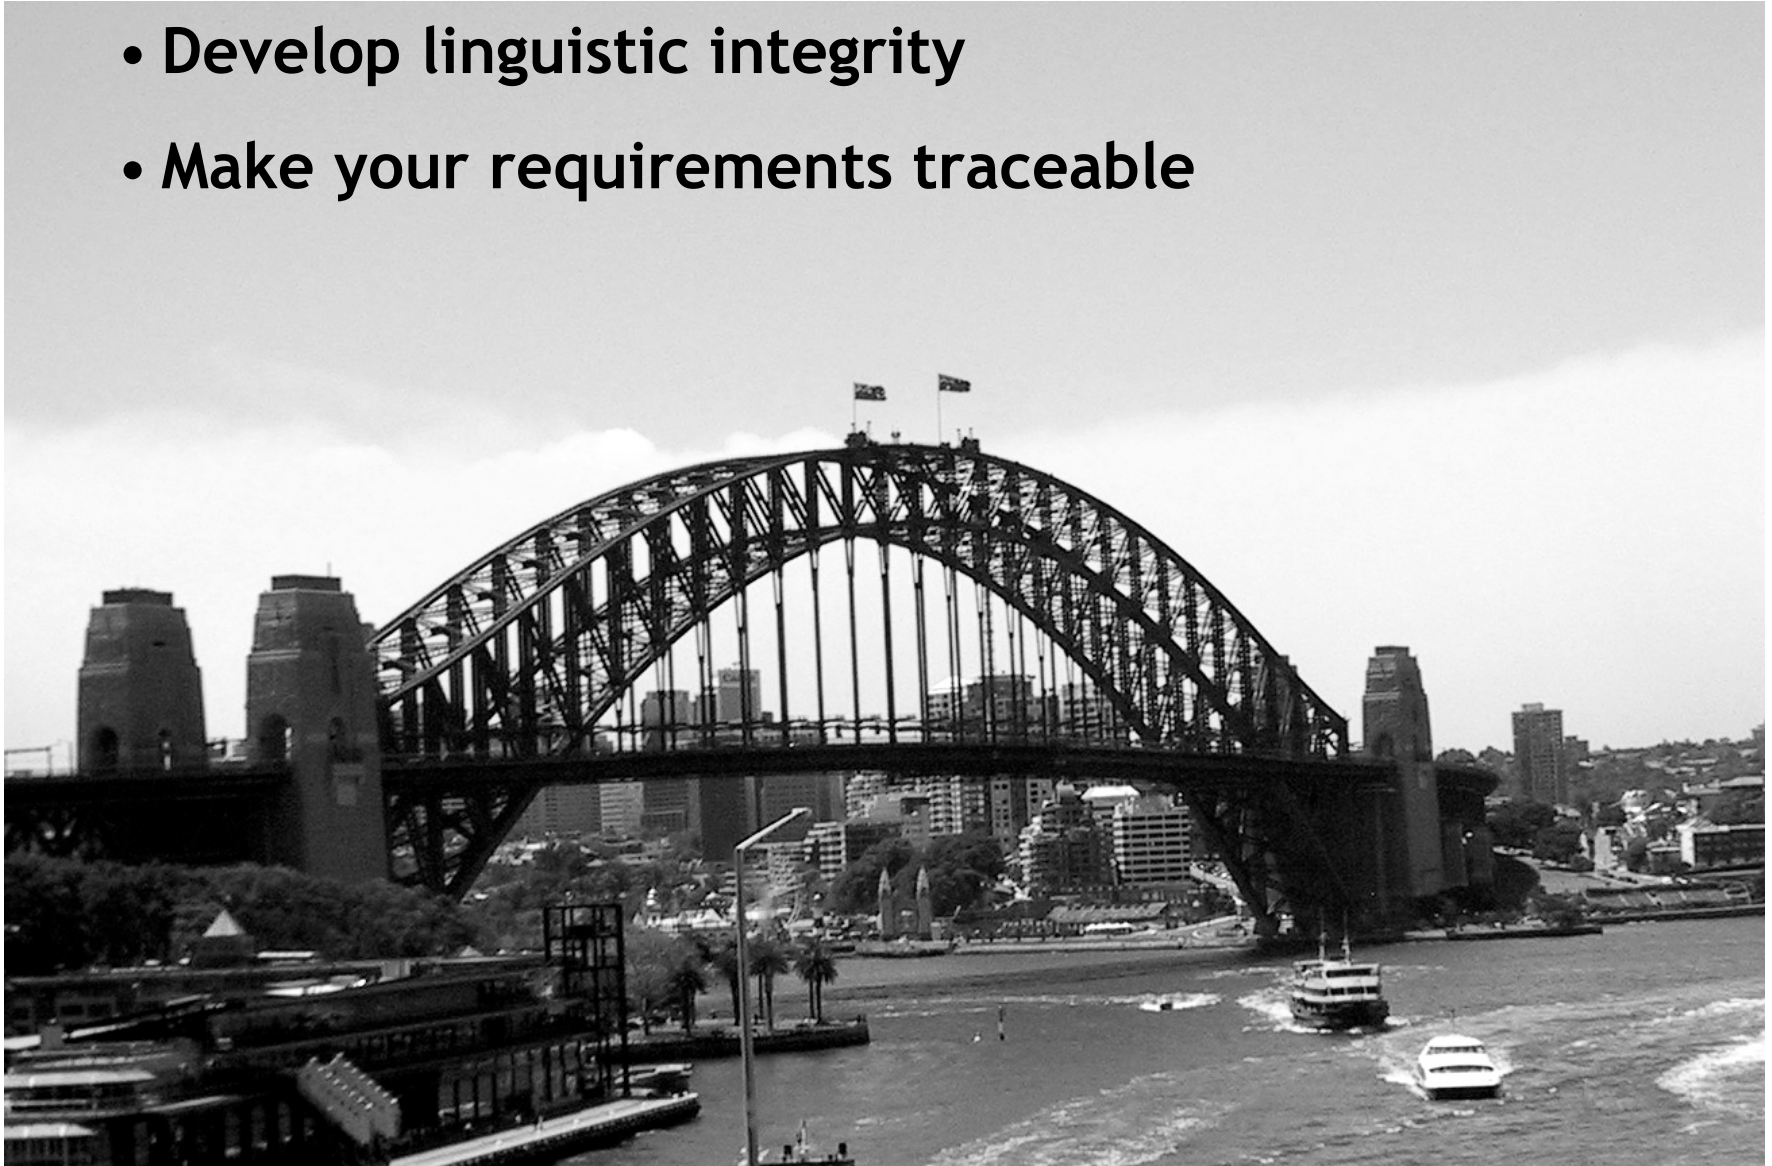 • Develop linguistic integrity
• Make your requirements traceable